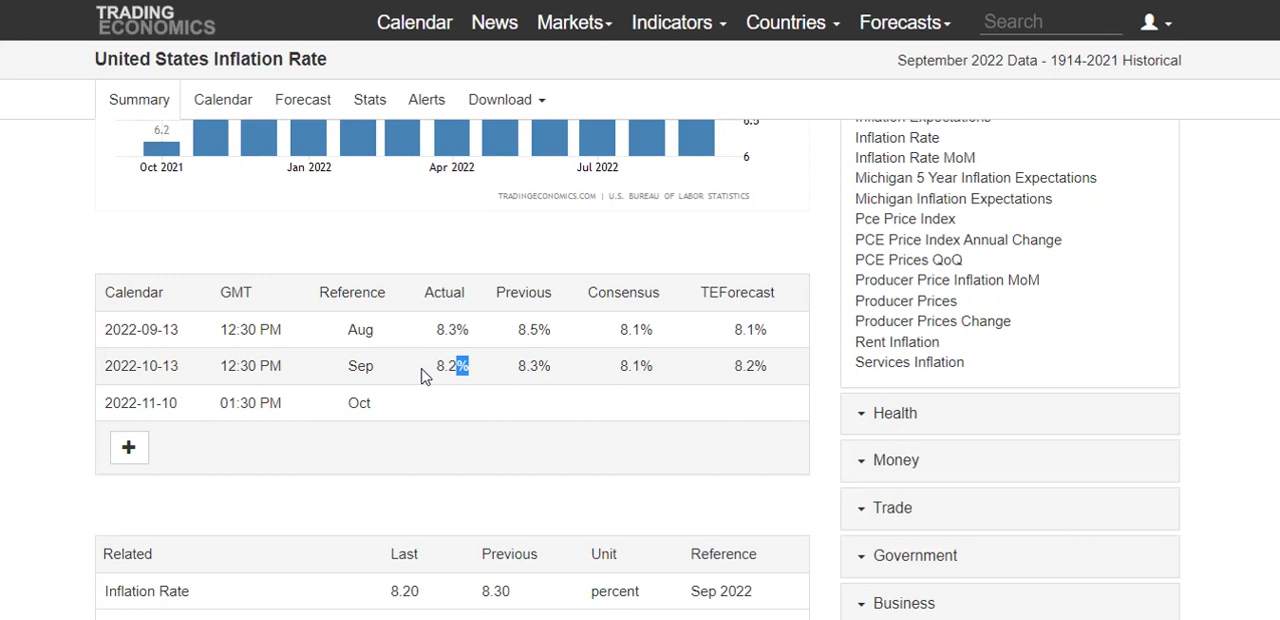 TRADING
ECONOMICS
Calendar News Markets Indicators Countries Forecasts Search
United States Inflation Rate
September 2022 Data - 1914-2021 Historical
Summary Calendar Forecast Stats Alerts Download
6.2
6.5
6
Oct 2021 Jan 2022 Apr 2022 Jul 2022
TRADINGECONOMICS.COM | U.S. BUREAU OF LABOR STATISTICS
Calendar GMT Reference Actual Previous Consensus TEForecast
2022-09-13 12:30 PM Aug 8.3% 8.5% 8.1% 8.1%
2022-10-13 12:30 PM Sep 8.2% 8.3% 8.1% 8.2%
2022-11-10 01:30 PM Oct
Related Last Previous Unit Reference
Inflation Rate 8.20 8.30 percent Sep 2022
Inflation Expectations
Inflation Rate
Inflation Rate MoM
Michigan 5 Year Inflation Expectations
Michigan Inflation Expectations
Pce Price Index
PCE Price Index Annual Change
PCE Prices QoQ
Producer Price Inflation MoM
Producer Prices
Producer Prices Change
Rent Inflation
Services Inflation
Health
Money
Trade
Government
Business